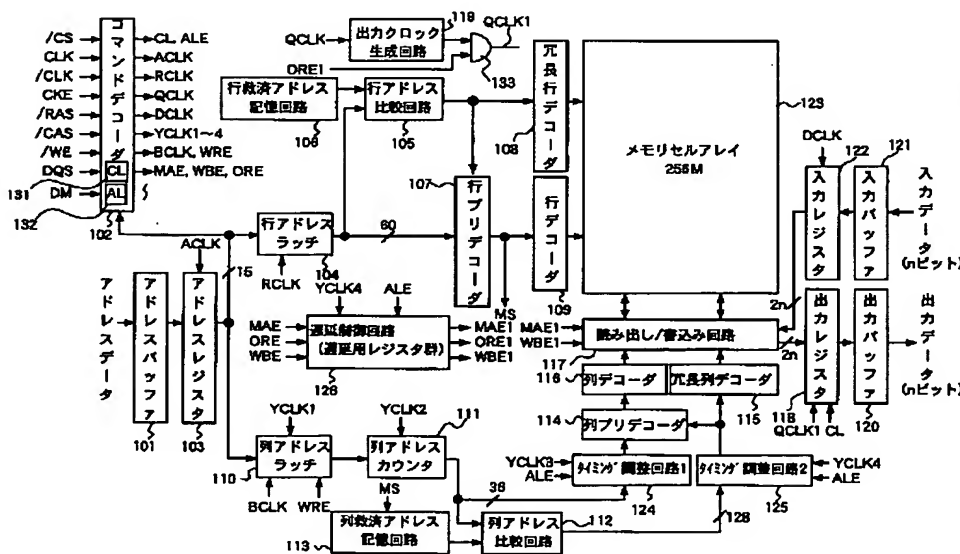 /CS
CLK
/CLK
CKE
/RAS
/CAS
/WE
DQS
DM
コマンドデコーダ
CL
AL
131
132
102
CL, ALE
ACLK
RCLK
QCLK
DCLK
YCLK1～4
BCLK, WRE
MAE, WBE, ORE
QCLK
出力クロック
生成回路
119
QCLK1
ORE1
133
行救済アドレス
記憶回路
106
行アドレス
比較回路
105
冗長行デコーダ
108
メモリセルアレイ
256M
123
DCLK
122
121
入力レジスタ
入力バッファ
入力データ
(nビット)
107
行プリデコーダ
行デコーダ
109
MS
行アドレス
ラッチ
104
RCLK
60
15
ACLK
アドレスデータ
アドレスバッファ
101
アドレスレジスタ
103
YCLK4
ALE
MAE
ORE
WBE
遅延制御回路
(遅延用レジスタ群)
126
MAE1
ORE1
WBE1
MAE1
WBE1
読み出し/書込み回路
117
2n
2n
出力レジスタ
118
QCLK1
CL
出力バッファ
120
出力データ
(nビット)
116
列デコーダ
冗長列デコーダ
115
114
列プリデコーダ
YCLK1
YCLK2
111
列アドレス
ラッチ
110
BCLK
WRE
列アドレス
カウンタ
36
YCLK3
ALE
タイミング調整回路1
124
タイミング調整回路2
125
YCLK4
ALE
128
MS
列救済アドレス
記憶回路
113
列アドレス
比較回路
112